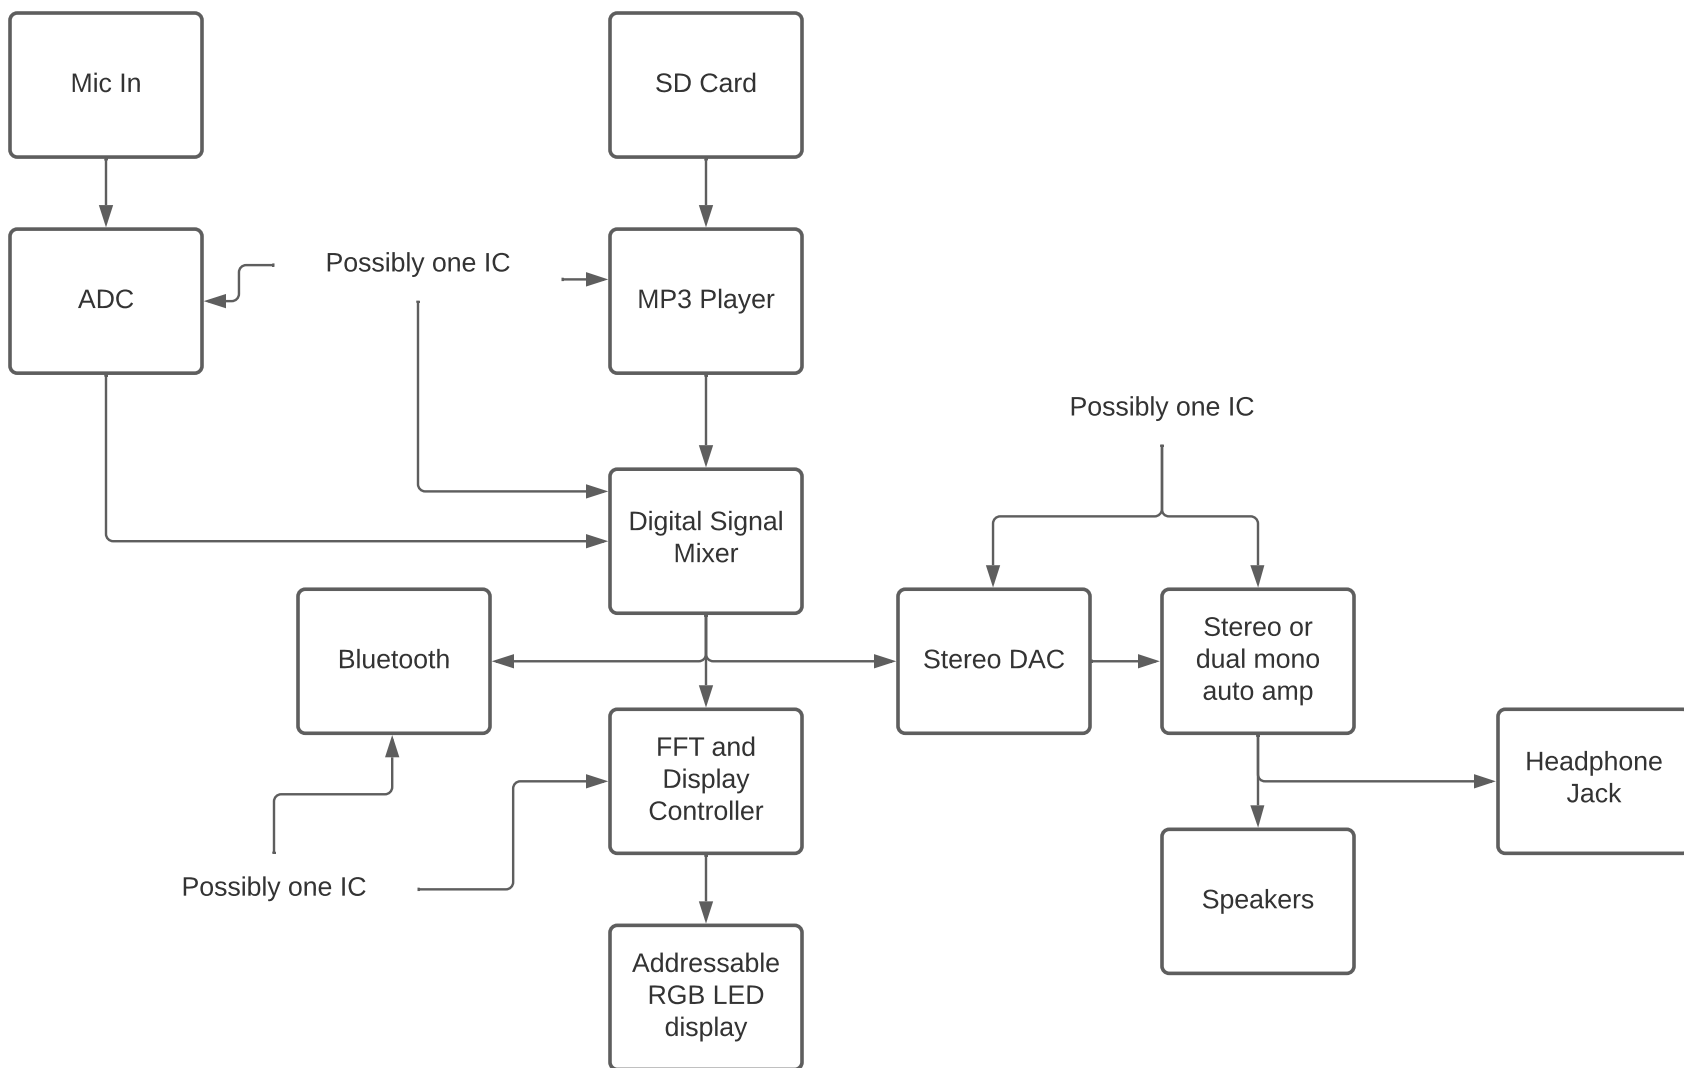 Mic In
SD Card
Possibly one IC
ADC
MP3 Player
Possibly one IC
Digital Signal
Mixer
Bluetooth
Stereo DAC
Stereo or
dual mono
auto amp
FFT and
Display
Controller
Headphone
Jack
Possibly one IC
Speakers
Addressable
RGB LED
display